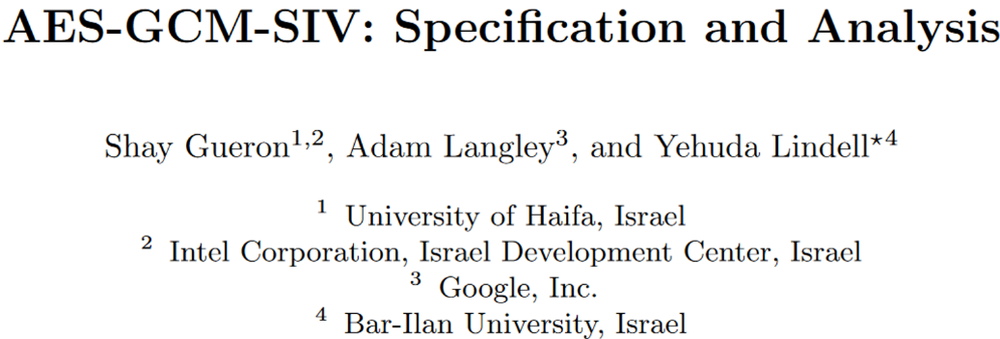 AES-GCM-SIV: Specification and Analysis
Shay Gueron1,2, Adam Langley3, and Yehuda Lindell⋆4
1 University of Haifa, Israel
2 Intel Corporation, Israel Development Center, Israel
3 Google, Inc.
4 Bar-Ilan University, Israel